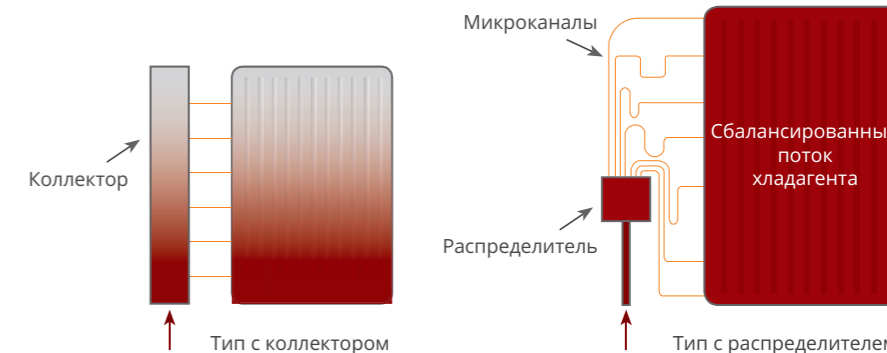 Микроканалы
Коллектор
Распределитель
Сбалансированны
поток
хладагента
Тип с коллектором
Тип с распределителем